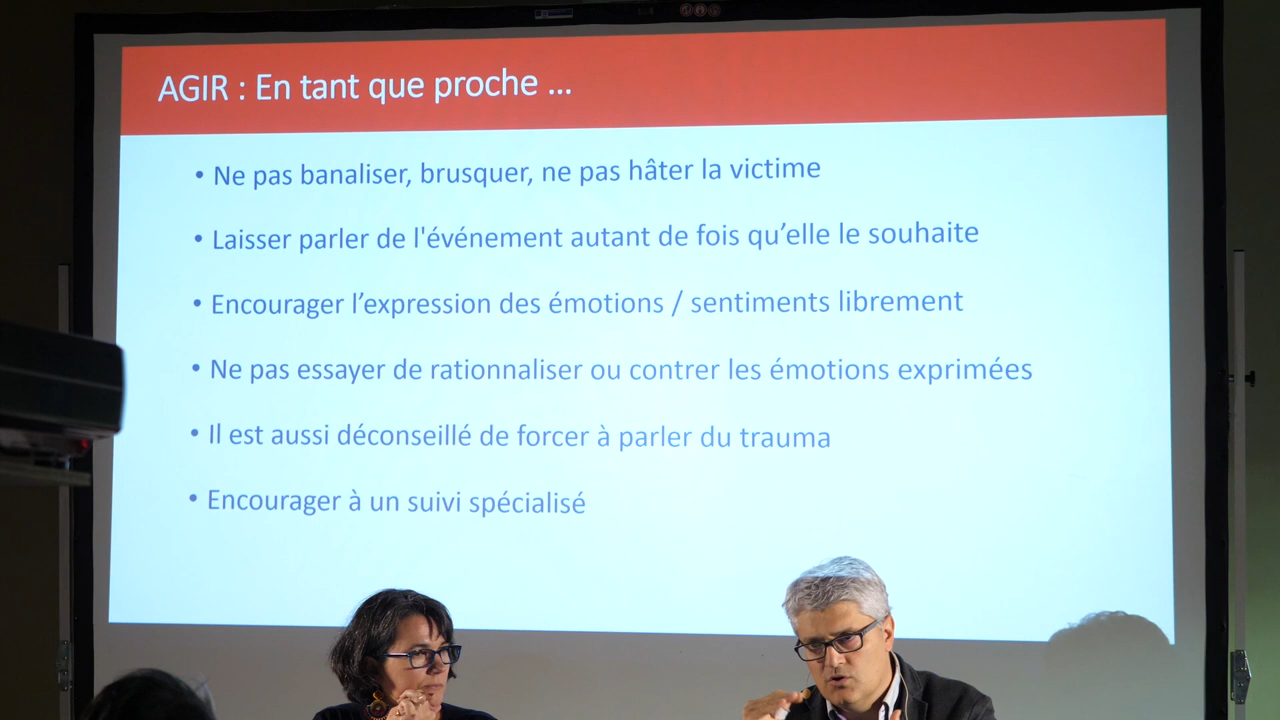 AGIR : En tant que proche ...
• Ne pas banaliser, brusquer, ne pas hâter la victime
• Laisser parler de l'événement autant de fois qu’elle le souhaite
• Encourager l’expression des émotions / sentiments librement
• Ne pas essayer de rationnaliser ou contrer les émotions exprimées
• Il est aussi déconseillé de forcer à parler du trauma
• Encourager à un suivi spécialisé